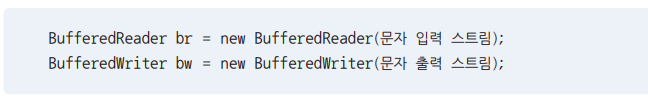 BufferedReader br = new BufferedReader(문자 입력 스트림);
BufferedWriter bw = new BufferedWriter(문자 출력 스트림);